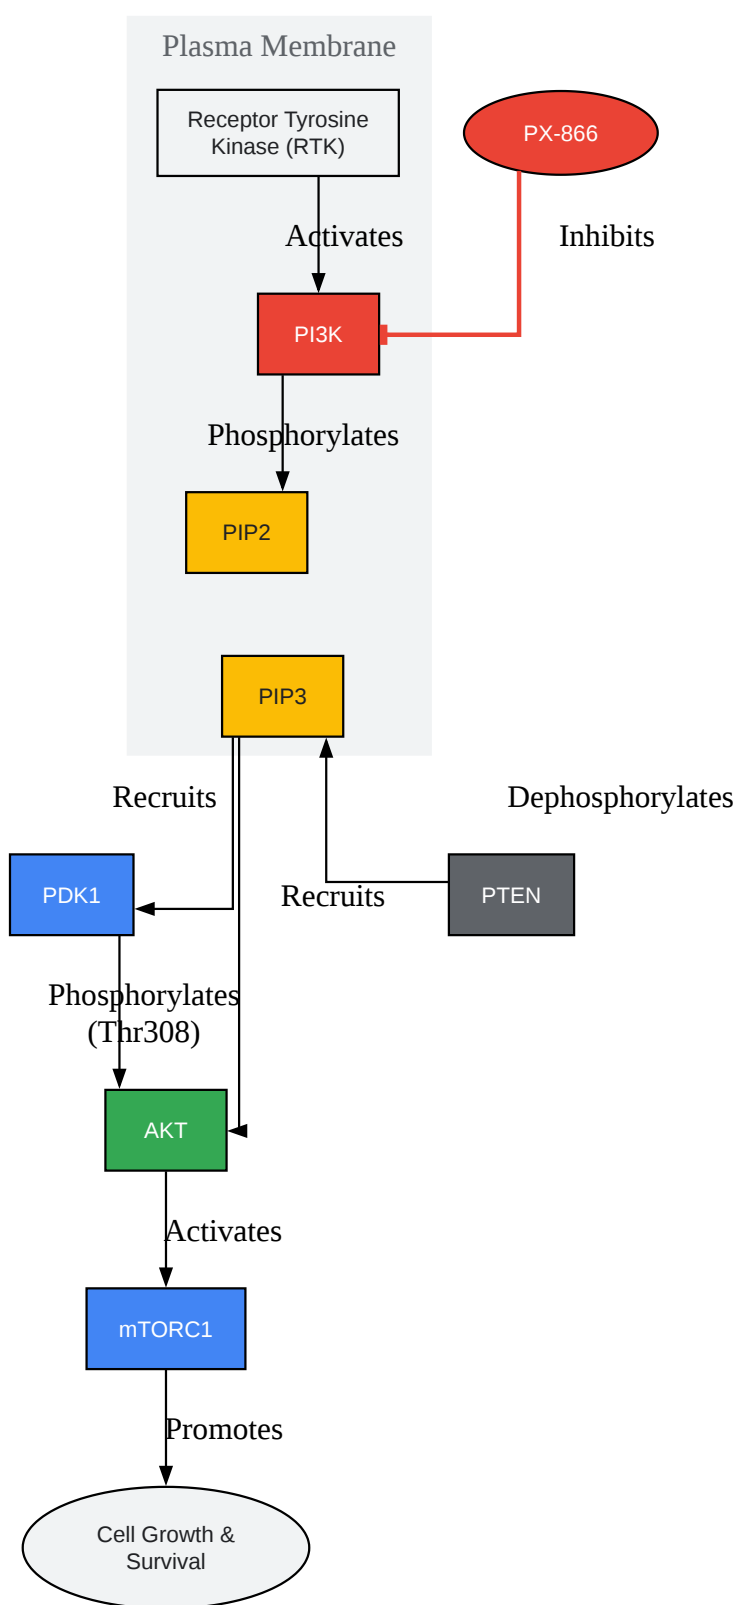 Plasma Membrane
Receptor Tyrosine
Kinase (RTK)
PX-866
Activates
Inhibits
PI3K
Phosphorylates
PIP2
PIP3
Recruits
Dephosphorylates
PDK1
Recruits
PTEN
Phosphorylates
(Thr308)
AKT
Activates
mTORC1
Promotes
Cell Growth &
Survival